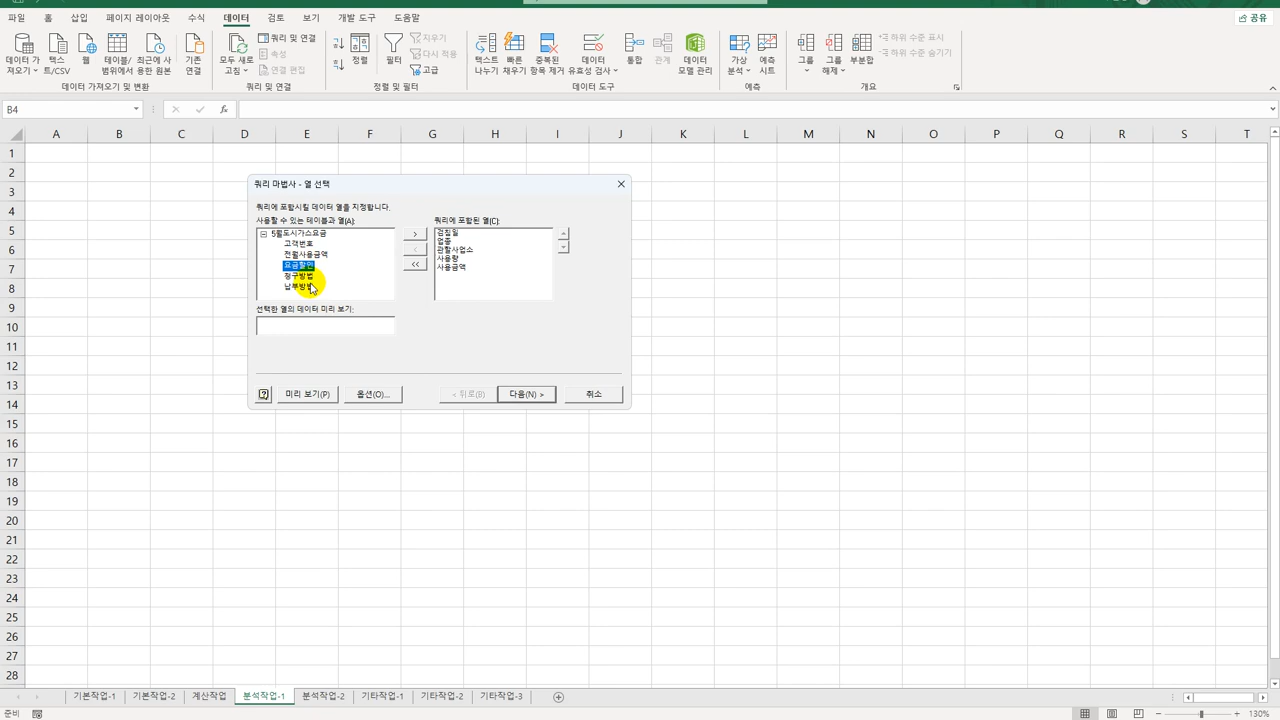 파일 홈 삽입 페이지 레이아웃 수식 데이터 검토 보기 개발 도구 도움말 공유
데이터 가져오기 텍스트/CSV 웹 테이블/범위에서 최근에 사용한 원본 기존 연결
모두 새로 고침 쿼리 및 연결 속성 연결 편집
정렬 필터 지우기 다시 적용 고급
텍스트 나누기 빠른 채우기 중복된 항목 제거 데이터 유효성 검사 통합 관계 데이터 모델 관리
가상 분석 예측 시트 그룹 그룹 해제 부분합 하위 수준 표시 하위 수준 숨기기
데이터 가져오기 및 변환 쿼리 및 연결 정렬 및 필터 데이터 도구 예측 개요
B4 fx
A B C D E F G H I J K L M N O P Q R S T
1
2
3
4
5
6
7
8
9
10
11
12
13
14
15
16
17
18
19
20
21
22
23
24
25
26
27
28
쿼리 마법사 - 열 선택
쿼리에 포함시킬 데이터 열을 지정합니다.
사용할 수 있는 테이블과 열(A): 쿼리에 포함된 열(C):
5월도시가스요금
고객번호
전월사용금액
요금할인
청구방법
납부방법
>
<
<<
검침일
업종
관할사업소
사용량
사용금액
선택한 열의 데이터 미리 보기:
미리 보기(P) 옵션(O)... < 뒤로(B) 다음(N) > 취소
기본작업-1 기본작업-2 계산작업 분석작업-1 분석작업-2 기타작업-1 기타작업-2 기타작업-3
준비 130%